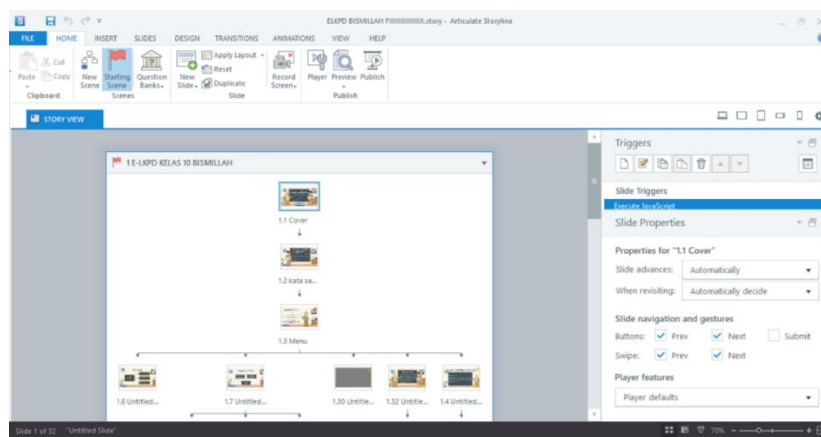 ELKPD BISMILLAH FIIIIIIIIIIIIX.story - Articulate Storyline
FILE HOME INSERT SLIDES DESIGN TRANSITIONS ANIMATIONS VIEW HELP
Cut
Paste Copy
Clipboard
New Scene
Starting Scene
Question Banks
Scenes
New Slide
Apply Layout
Reset
Duplicate
Slide
Record Screen
Player Preview Publish
Publish
STORY VIEW
1 E-LKPD KELAS 10 BISMILLAH
1.1 Cover
1.2 kata sa...
1.3 Menu
1.6 Untitled... 1.7 Untitled... 1.30 Untitle... 1.32 Untitle... 1.4 Untitled...
Triggers
Slide Triggers
Execute JavaScript
Slide Properties
Properties for "1.1 Cover"
Slide advances: Automatically
When revisiting: Automatically decide
Slide navigation and gestures
Buttons: Prev Next Submit
Swipe: Prev Next
Player features
Player defaults
Slide 1 of 32 "Untitled Slide" 70%